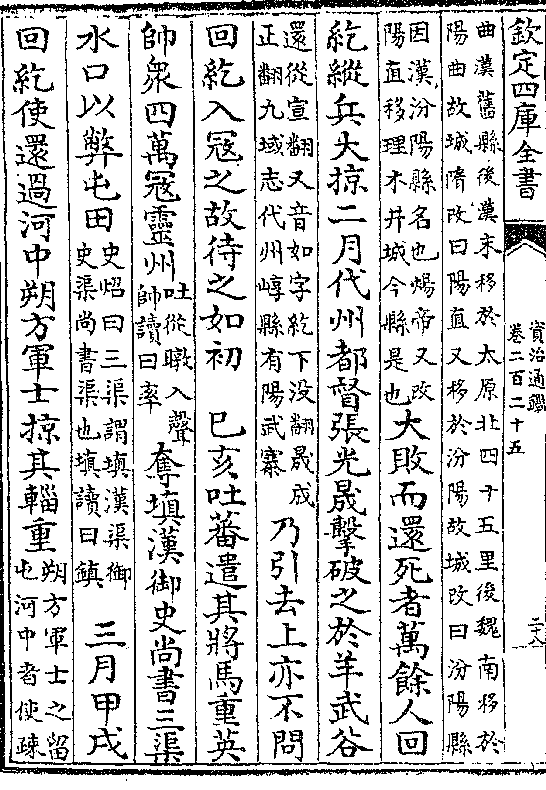 欽定四庫全書
資治通鑑
卷二百二十五
二十八
曲漢舊縣後漢末移於太原北四十五里後魏南移於
陽曲故城隋改曰陽直又移於汾陽故城改曰汾陽縣
因漢汾陽縣名也煬帝又改
陽直移理木井城今縣是也
大敗而還死者萬餘人回
紇縱兵大掠二月代州都督張光晟擊破之於羊武谷
還從宣翻又音如字紇下没翻晟成
正翻九域志代州崞縣有陽武寨
乃引去上亦不問
回紇入寇之故待之如初 己亥吐蕃遣其將馬重英
帥衆四萬寇靈州
吐從暾入聲
帥讀曰率
奪填漢御史尚書三渠
水口以弊屯田
史炤曰三渠謂填漢渠御
史渠尚書渠也填讀曰鎮
三月甲戌
回紇使還過河中朔方軍士掠其輜重
朔方軍士之留
屯河中者使疎